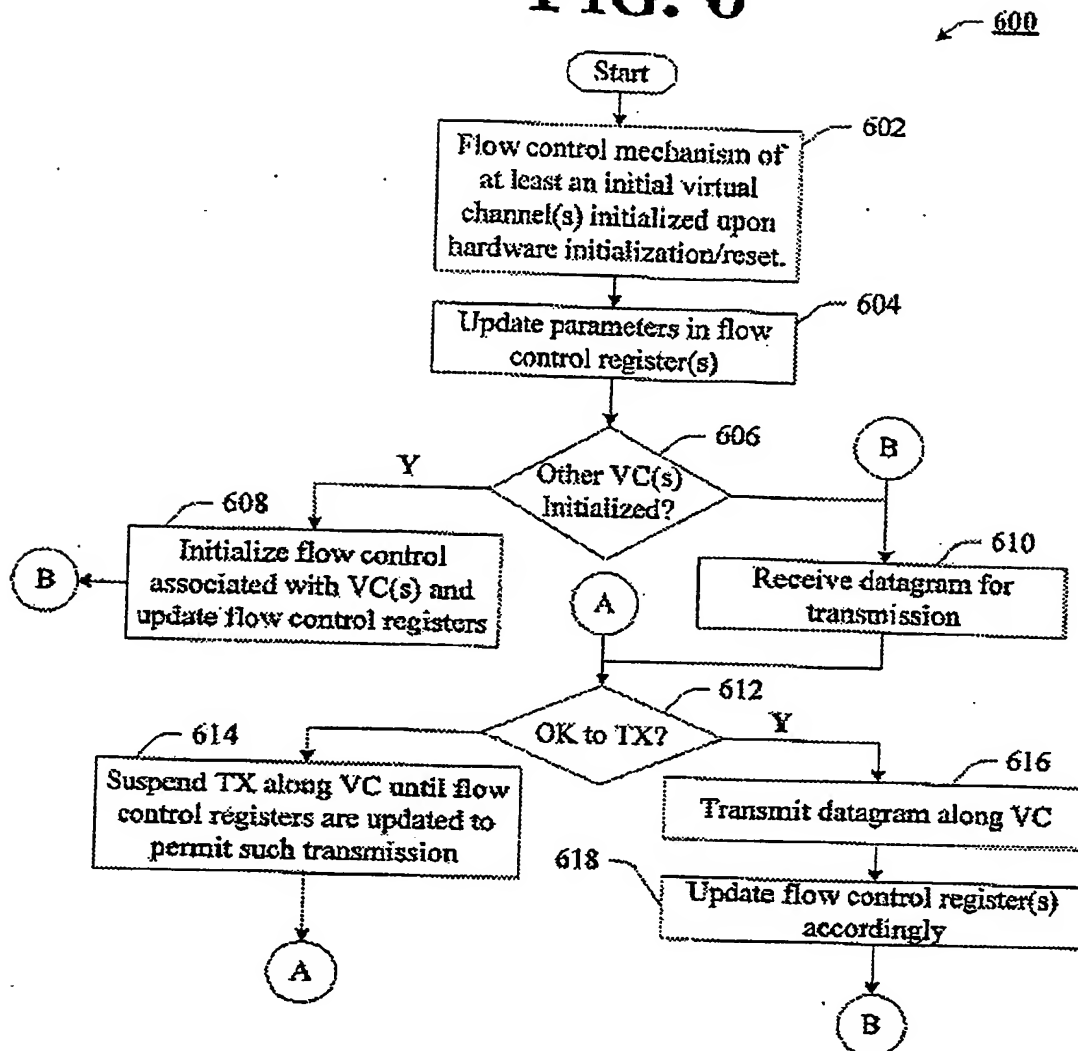 FIG. 6
600
Start
602
Flow control mechanism of
at least an initial virtual
channel(s) initialized upon
hardware initialization/reset.
604
Update parameters in flow
control register(s)
606
B
Y
Other VC(s)
Initialized?
608
Initialize flow control
associated with VC(s) and
update flow control registers
B
610
Receive datagram for
transmission
A
612
OK to TX?
Y
614
Suspend TX along VC until flow
control registers are updated to
permit such transmission
616
Transmit datagram along VC
618
Update flow control register(s)
accordingly
A
B